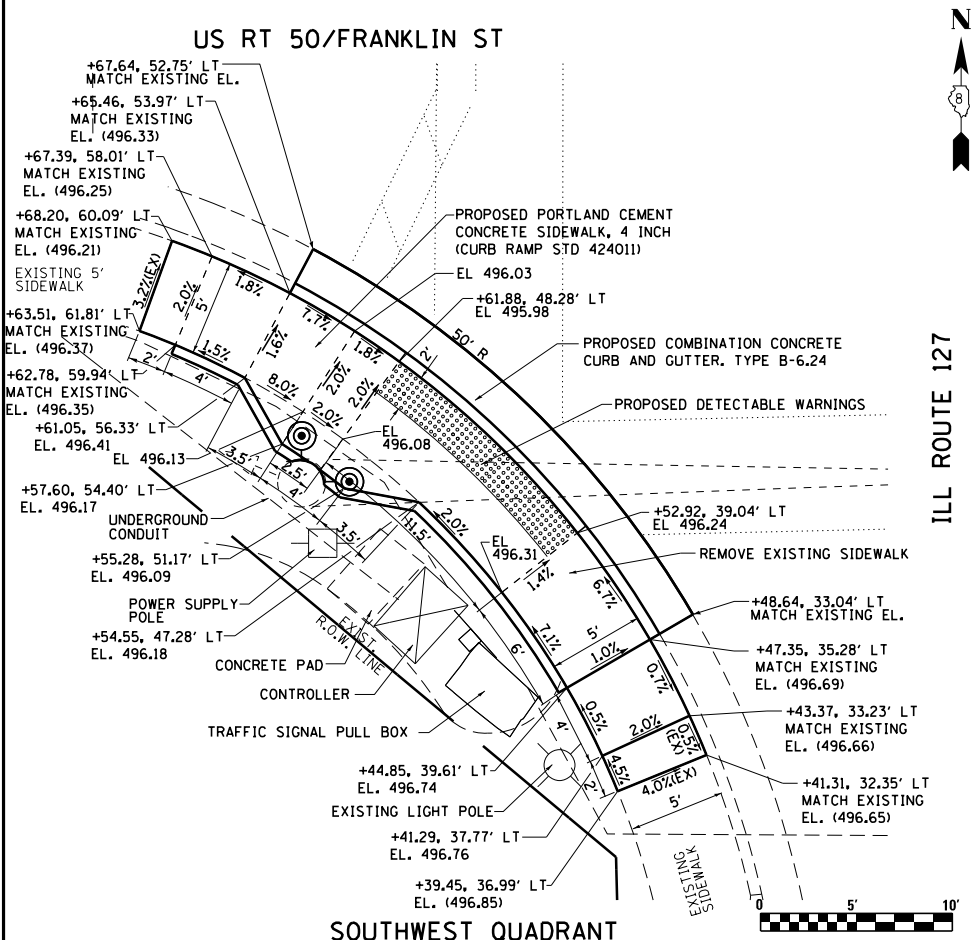 US RT 50/FRANKLIN ST
N
8
+67.64, 52.75' LT
MATCH EXISTING EL.
+65.46, 53.97' LT
MATCH EXISTING
EL. (496.33)
+67.39, 58.01' LT
MATCH EXISTING
EL. (496.25)
+68.20, 60.09' LT
MATCH EXISTING
EL. (496.21)
EXISTING 5'
SIDEWALK
+63.51, 61.81' LT
MATCH EXISTING
EL. (496.37)
+62.78, 59.94' LT
MATCH EXISTING
EL. (496.35)
+61.05, 56.33' LT
EL. 496.41
EL 496.13
+57.60, 54.40' LT
EL. 496.17
UNDERGROUND
CONDUIT
+55.28, 51.17' LT
EL. 496.09
POWER SUPPLY
POLE
+54.55, 47.28' LT
EL. 496.18
CONCRETE PAD
CONTROLLER
TRAFFIC SIGNAL PULL BOX
+44.85, 39.61' LT
EL. 496.74
EXISTING LIGHT POLE
+41.29, 37.77' LT
EL. 496.76
+39.45, 36.99' LT
EL. (496.85)
PROPOSED PORTLAND CEMENT
CONCRETE SIDEWALK, 4 INCH
(CURB RAMP STD 424011)
EL 496.03
+61.88, 48.28' LT
EL 495.98
50' R
PROPOSED COMBINATION CONCRETE
CURB AND GUTTER. TYPE B-6.24
PROPOSED DETECTABLE WARNINGS
+52.92, 39.04' LT
EL 496.24
REMOVE EXISTING SIDEWALK
+48.64, 33.04' LT
MATCH EXISTING EL.
+47.35, 35.28' LT
MATCH EXISTING
EL. (496.69)
+43.37, 33.23' LT
MATCH EXISTING
EL. (496.66)
+41.31, 32.35' LT
MATCH EXISTING
EL. (496.65)
ILL ROUTE 127
3.2%(EX)
2.0%
5'
1.8%
7.7%
1.6%
1.8%
2'
2.0%
2.0%
1.5%
8.0%
2.0%
2'
4'
EL
496.08
3.5'
2.5'
4'
3.5'
11.5'
2.0%
EL
496.31
1.4%
6.7%
7.1%
5'
1.0%
6'
0.7%
0.5%
2.0%
0.5%
(EX)
4'
4.5%
4.0%(EX)
2'
5'
EXIST.
R.O.W. LINE
EXISTING
SIDEWALK
0
5'
10'
SOUTHWEST QUADRANT